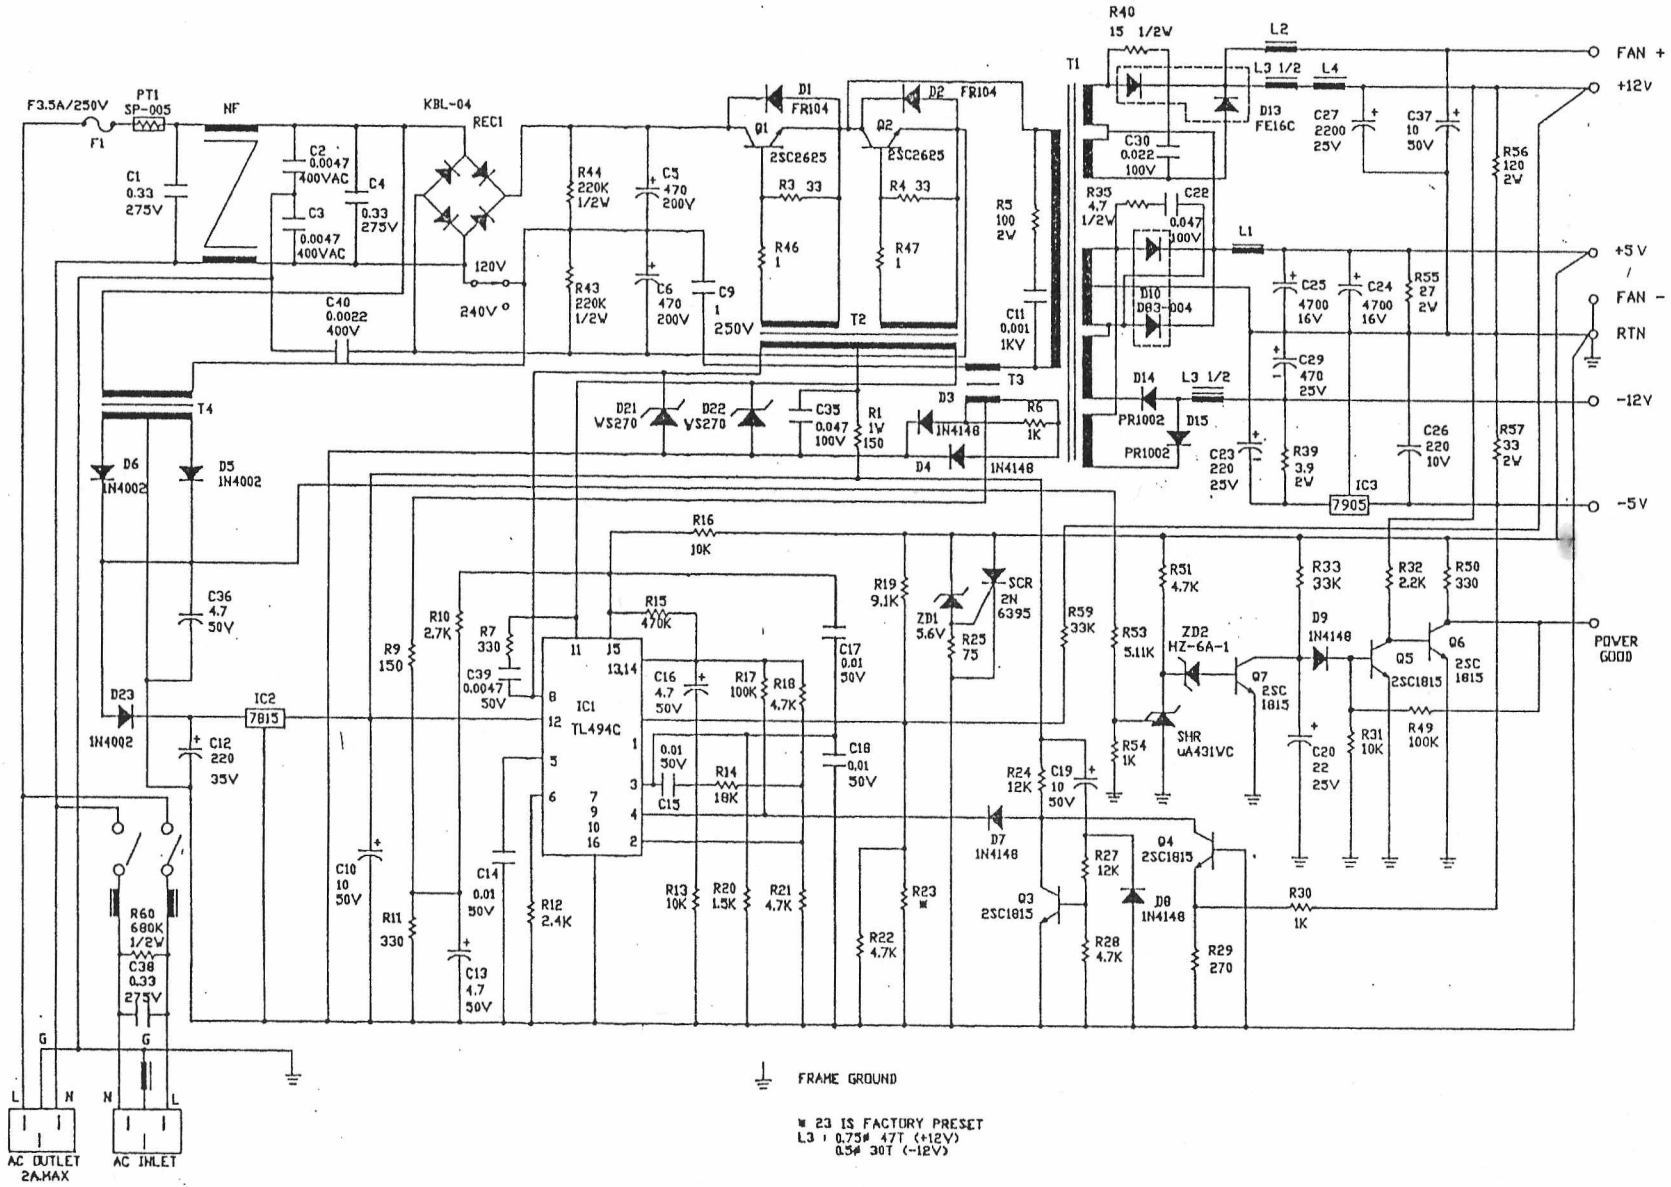 R40
15 1/2W
L2
FAN +
T1
L3 1/2
L4
+12V
D13
FE16C
C27
2200
25V
C37
10
50V
C30
0.022
100V
R56
120
2W
F3.5A/250V
F1
PT1
SP-005
NF
KBL-04
REC1
D1
FR104
D2
FR104
Q1
2SC2625
Q2
2SC2625
C1
0.33
275V
C2
0.0047
400VAC
C3
0.0047
400VAC
C4
0.33
275V
R44
220K
1/2W
C5
470
200V
R3 33
R4 33
R5
100
2W
R35
4.7
1/2W
C22
0.047
100V
L1
+5V
/
FAN -
RTN
R46
1
R47
1
120V
240V
R43
220K
1/2W
C6
470
200V
C9
1
250V
T2
C11
0.001
1KV
D10
D83-004
C25
4700
16V
C24
4700
16V
R55
27
2W
C40
0.0022
400V
C29
470
25V
T3
D14
PR1002
L3 1/2
-12V
T4
D21
WS270
D22
WS270
C35
0.047
100V
R1
1W
150
D3
1N4148
R6
1K
D4
1N4148
D15
PR1002
C23
220
25V
R39
3.9
2W
C26
220
10V
R57
33
2W
D6
1N4002
D5
1N4002
IC3
7905
-5V
R16
10K
C36
4.7
50V
R10
2.7K
R7
330
R15
470K
R19
9.1K
SCR
2N
6395
ZD1
5.6V
R25
75
R59
33K
R53
5.11K
R51
4.7K
ZD2
HZ-6A-1
R33
33K
D9
1N4148
R32
2.2K
R50
330
Q6
2SC
1815
POWER
GOOD
R9
150
C39
0.0047
50V
11
15
13,14
C16
4.7
50V
R17
100K
R18
4.7K
C17
0.01
50V
Q7
2SC
1815
Q5
2SC1815
D23
1N4002
IC2
7815
8
12
5
6
IC1
TL494C
7
9
10
16
1
3
4
2
C12
220
35V
0.01
50V
C15
R14
18K
C18
0.01
50V
SHR
uA431VC
R54
1K
R49
100K
R31
10K
C20
22
25V
R24
12K
C19
10
50V
D7
1N4148
Q4
2SC1815
C10
10
50V
C14
0.01
50V
R12
2.4K
R13
10K
R20
1.5K
R21
4.7K
R23
*
R22
4.7K
Q3
2SC1815
R27
12K
D8
1N4148
R30
1K
R11
330
C13
4.7
50V
R28
4.7K
R29
270
R60
680K
1/2W
C38
0.33
275V
G
G
L
N
N
L
AC OUTLET
2A.MAX
AC INLET
FRAME GROUND
* 23 IS FACTORY PRESET
L3 : 0.75# 47T (+12V)
0.5# 30T (-12V)